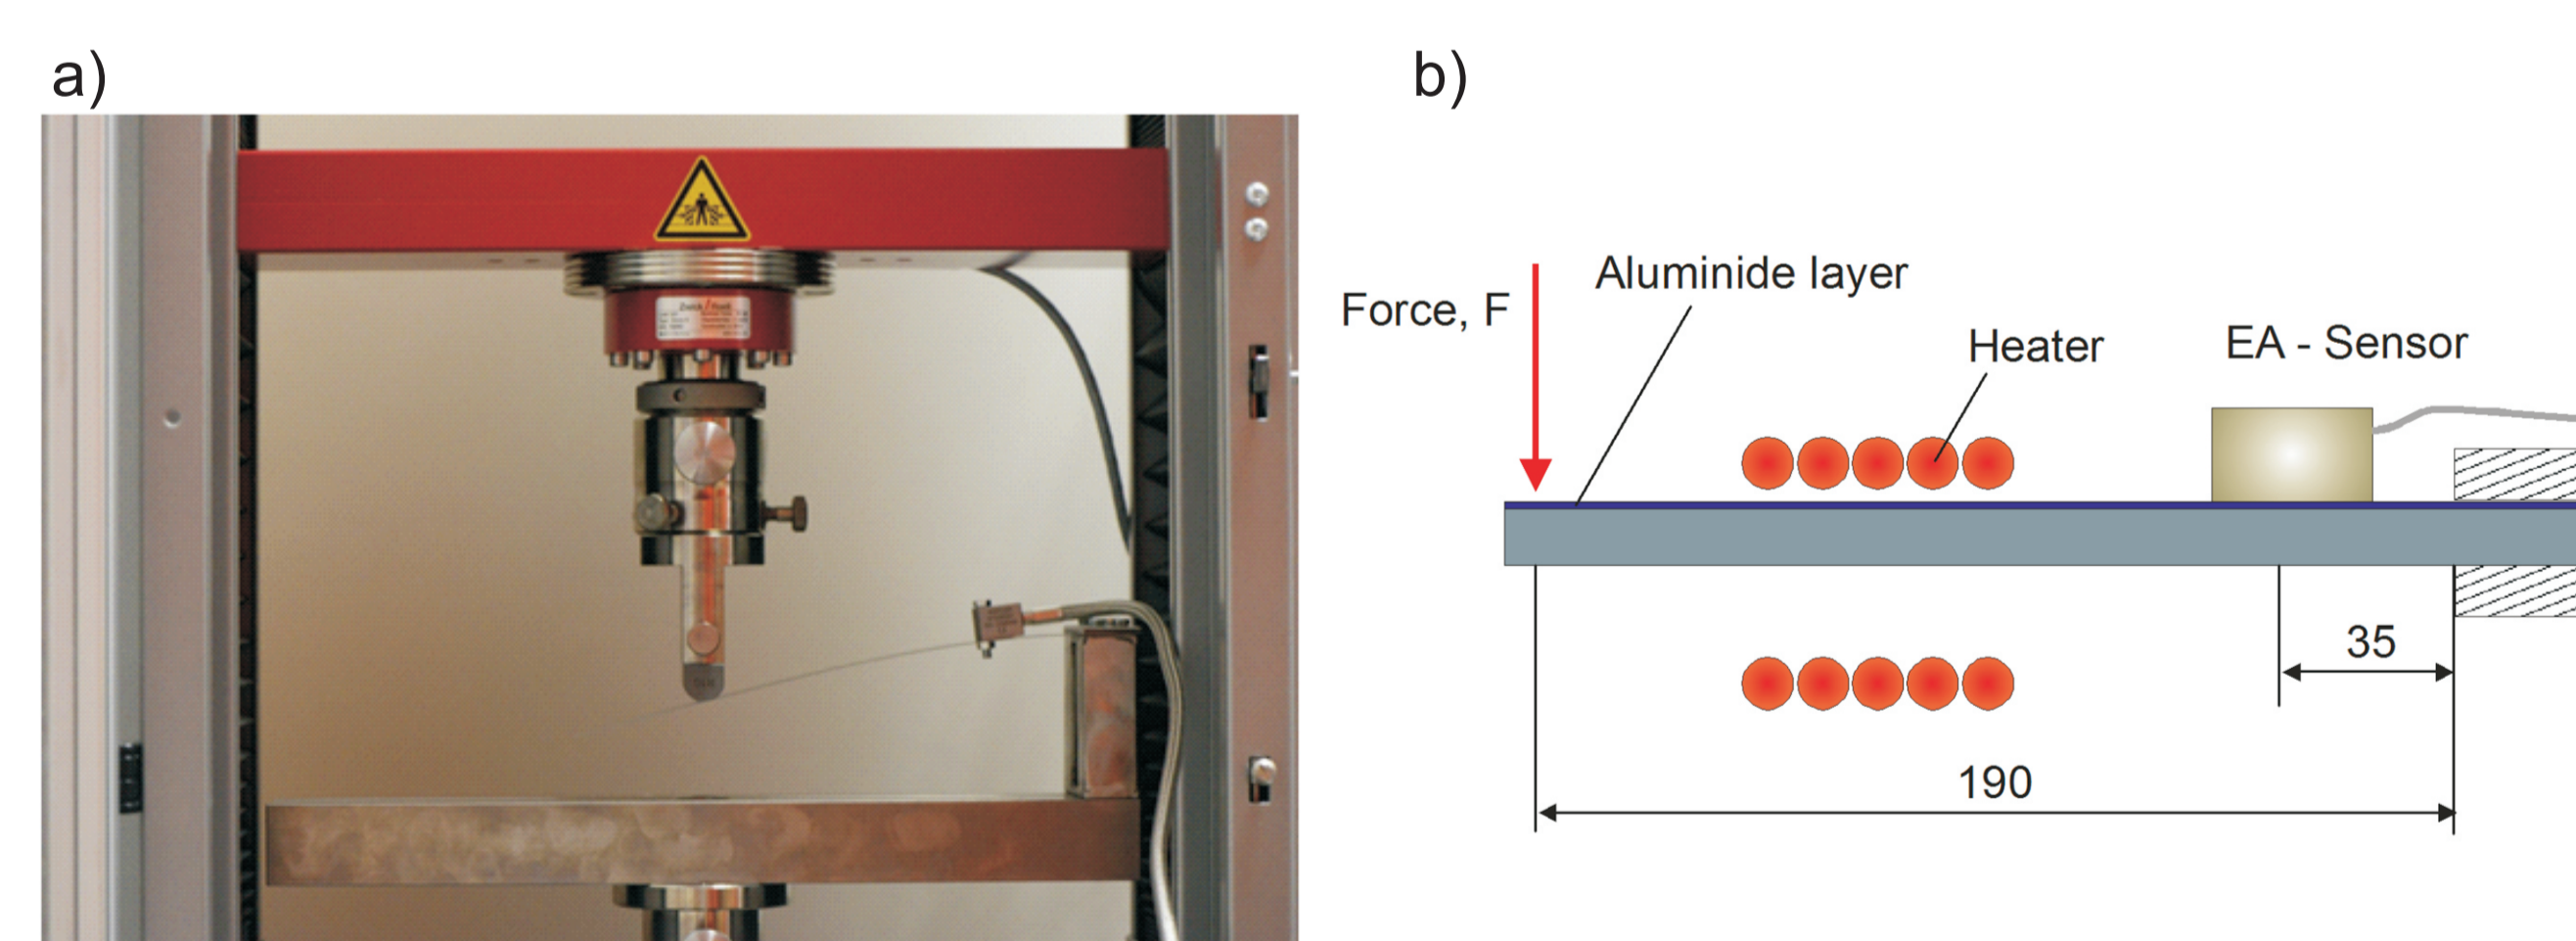 a)
b)
Force, F
Aluminide layer
Heater
EA - Sensor
35
190